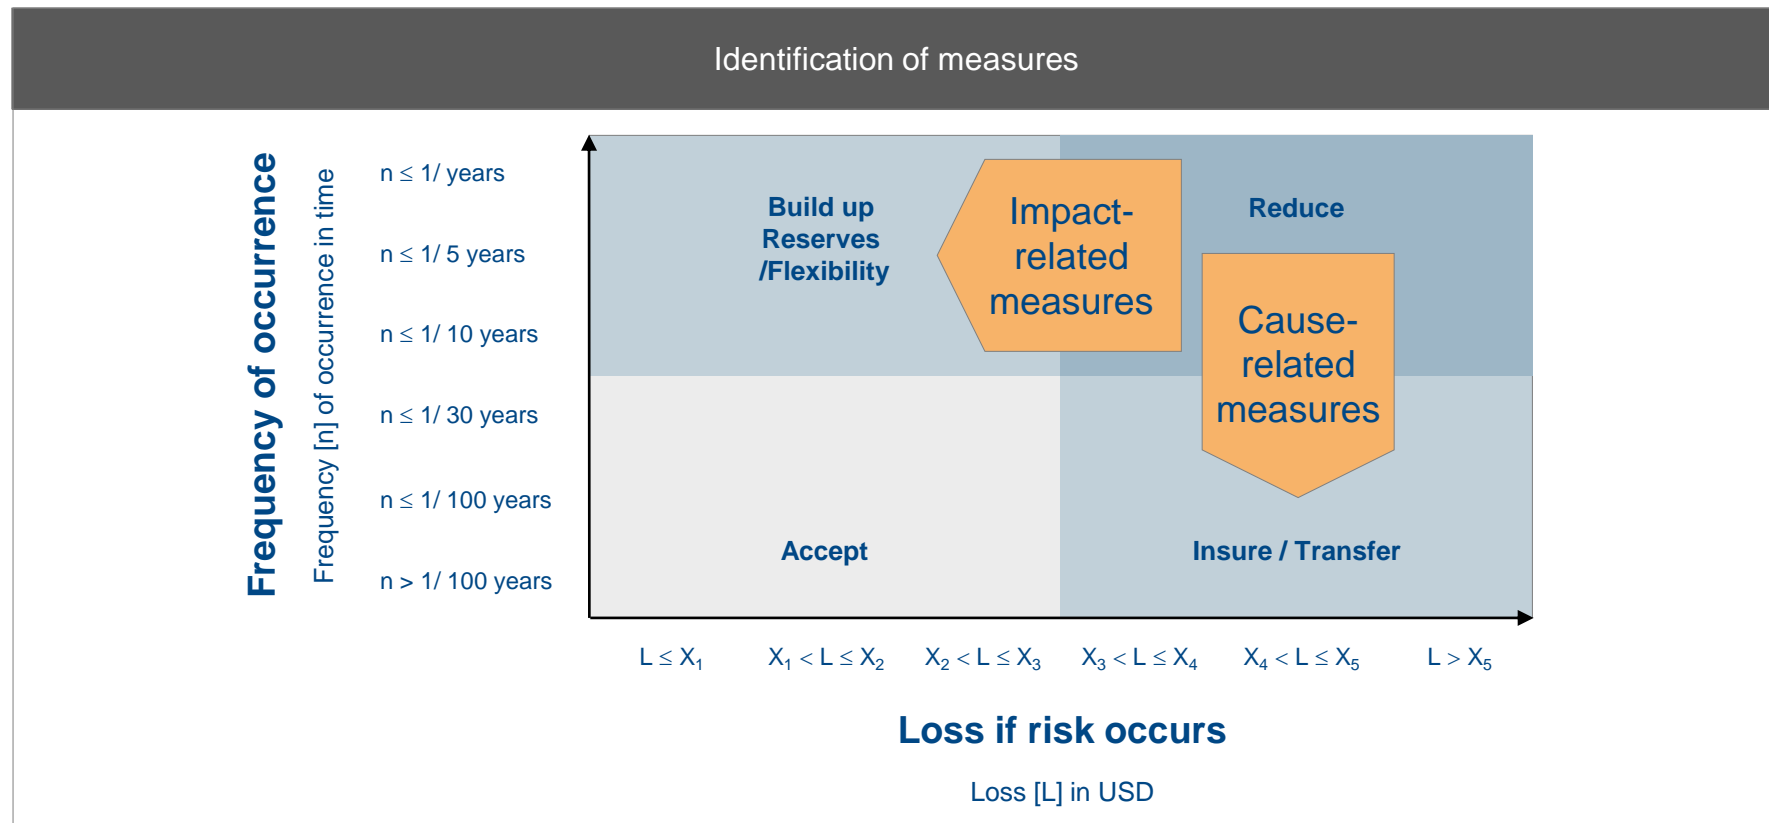 Identification of measures
Frequency of occurrence
Frequency [n] of occurrence in time
n ≤ 1/ years
n ≤ 1/ 5 years
n ≤ 1/ 10 years
n ≤ 1/ 30 years
n ≤ 1/ 100 years
n > 1/ 100 years
Build up
Reserves
/Flexibility
Impact-
related
measures
Reduce
Cause-
related
measures
Accept
Insure / Transfer
L ≤ X₁
X₁ < L ≤ X₂
X₂ < L ≤ X₃
X₃ < L ≤ X₄
X₄ < L ≤ X₅
L > X₅
Loss if risk occurs
Loss [L] in USD